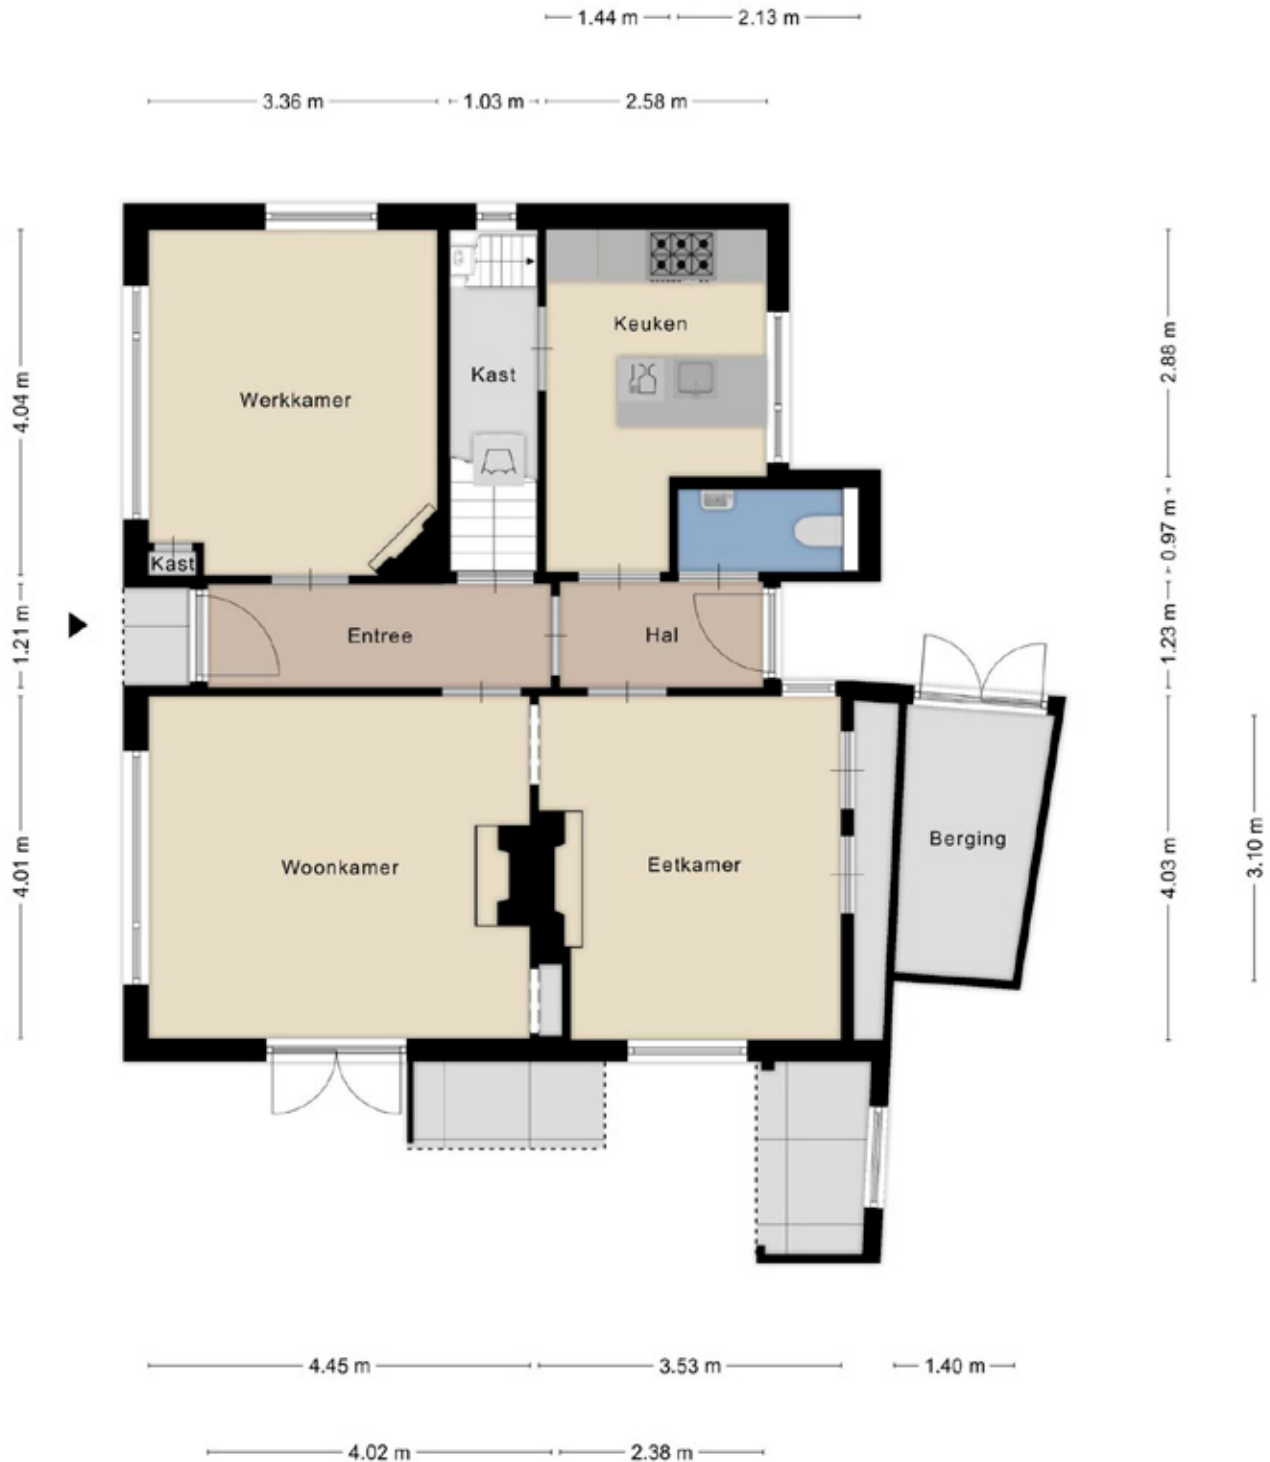 1.44 m
2.13 m
3.36 m
1.03 m
2.58 m
Keuken
Kast
Werkkamer
4.04 m
2.88 m
0.97 m
Kast
Entree
Hal
1.21 m
1.23 m
Woonkamer
Eetkamer
Berging
4.01 m
4.03 m
3.10 m
4.45 m
3.53 m
1.40 m
4.02 m
2.38 m